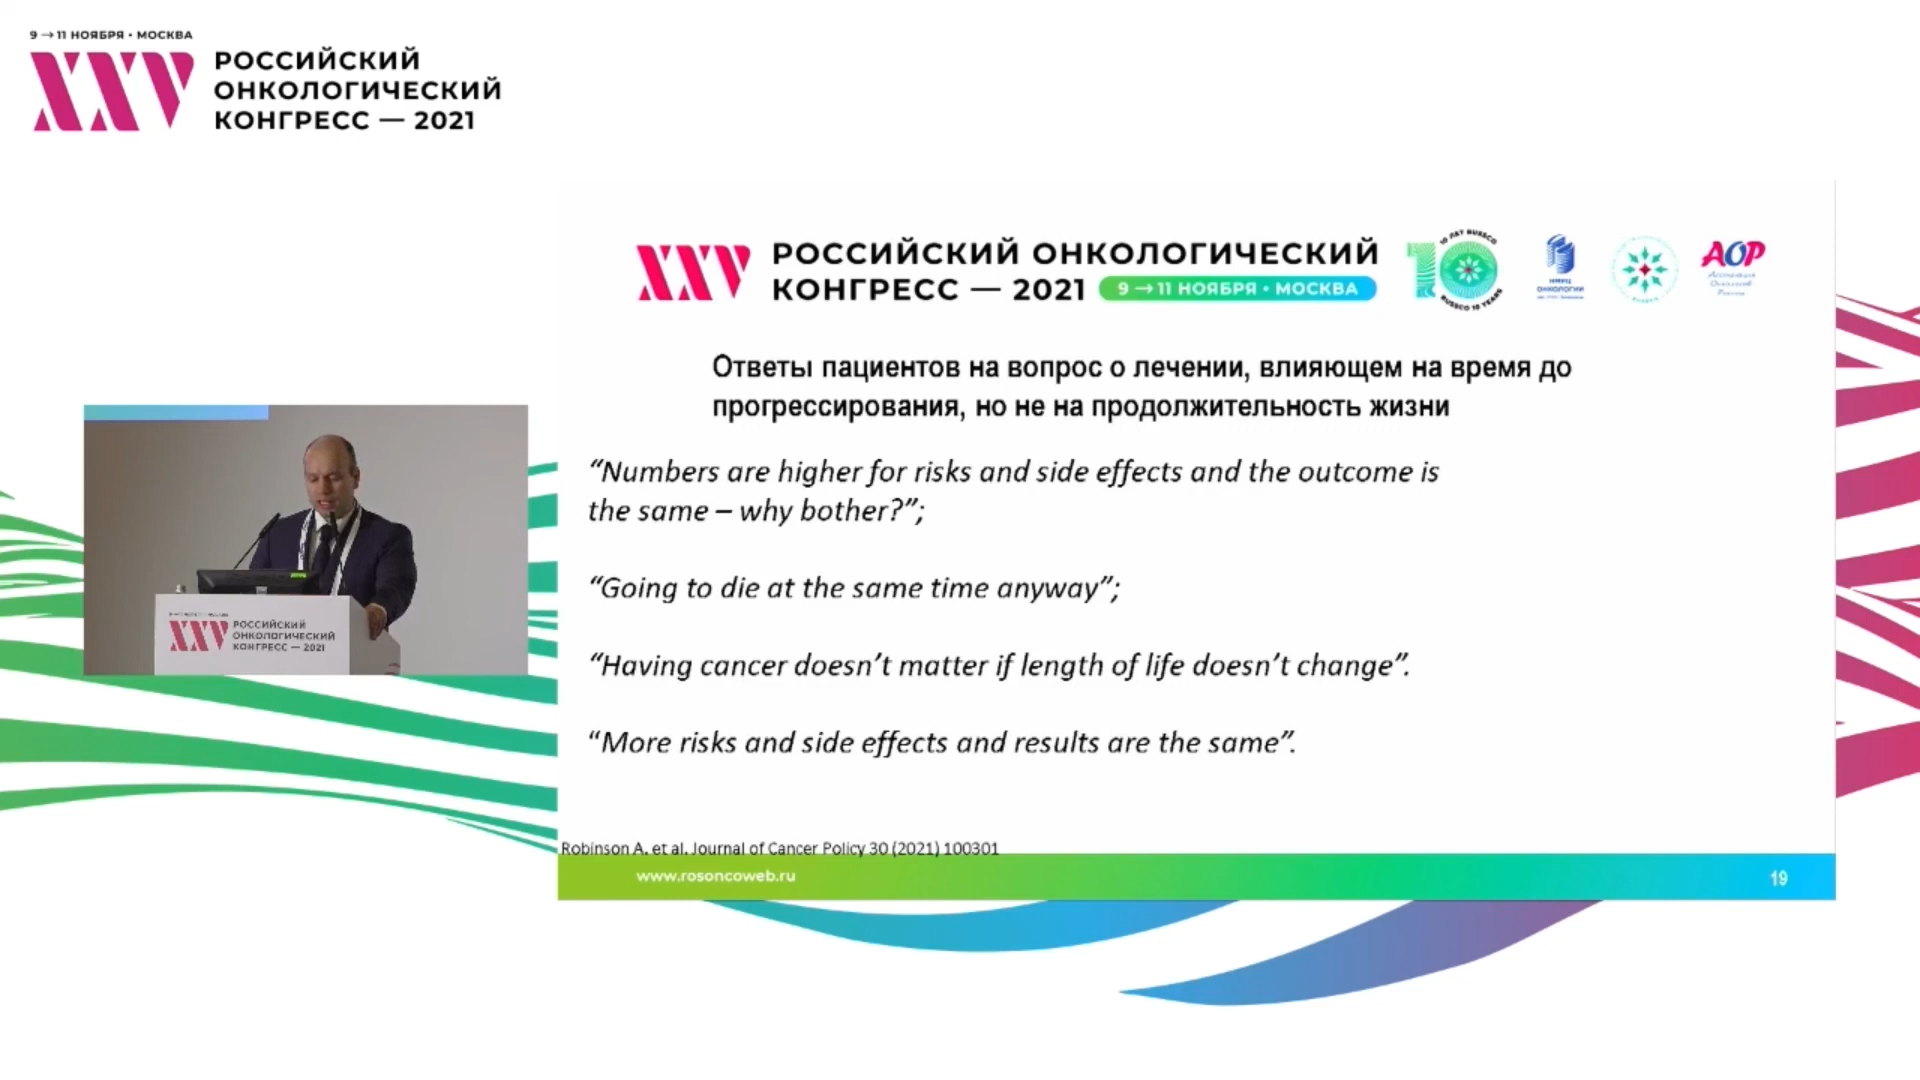 9 → 11 НОЯБРЯ • МОСКВА
XXV
РОССИЙСКИЙ
ОНКОЛОГИЧЕСКИЙ
КОНГРЕСС — 2021
XXV
РОССИЙСКИЙ ОНКОЛОГИЧЕСКИЙ
КОНГРЕСС — 2021
9 → 11 НОЯБРЯ • МОСКВА
10 ЛЕТ RUSSCO
10
RUSSCO 10 YEARS
НМИЦ
ОНКОЛОГИИ
RUSSCO
АОР
Ассоциация
Онкологов
России
Ответы пациентов на вопрос о лечении, влияющем на время до
прогрессирования, но не на продолжительность жизни
“Numbers are higher for risks and side effects and the outcome is
the same – why bother?”;
“Going to die at the same time anyway”;
“Having cancer doesn’t matter if length of life doesn’t change”.
“More risks and side effects and results are the same”.
Robinson A. et al. Journal of Cancer Policy 30 (2021) 100301
www.rosoncoweb.ru
19
XXV
РОССИЙСКИЙ
ОНКОЛОГИЧЕСКИЙ
КОНГРЕСС — 2021